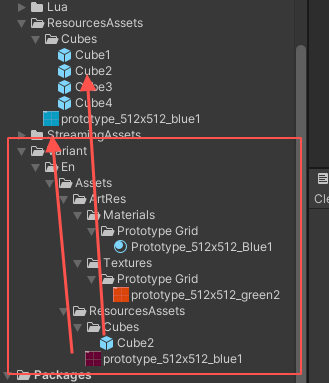 Lua
ResourcesAssets
Cubes
Cube1
Cube2
Cube3
Cube4
prototype_512x512_blue1
StreamingAssets
Variant
En
Assets
ArtRes
Materials
Prototype Grid
Prototype_512x512_Blue1
Textures
Prototype Grid
prototype_512x512_green2
ResourcesAssets
Cubes
Cube2
prototype_512x512_blue1
Packages